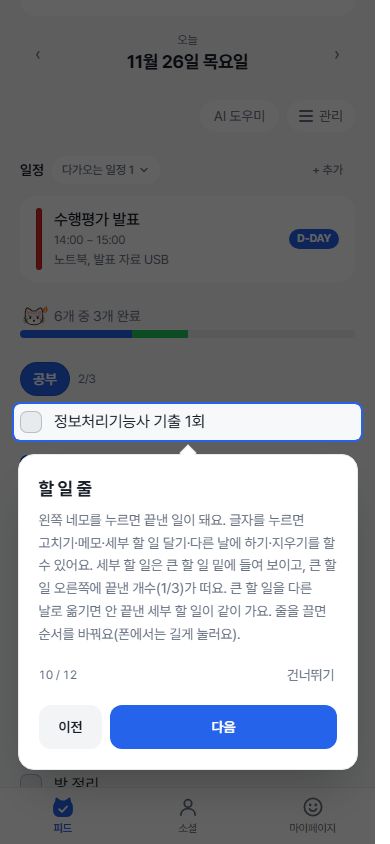 오늘
‹ 11월 26일 목요일 ›
AI 도우미 관리
일정 다가오는 일정 1 + 추가
수행평가 발표
14:00 ~ 15:00
D-DAY
노트북, 발표 자료 USB
6개 중 3개 완료
공부 2/3
정보처리기능사 기출 1회
할 일 줄
왼쪽 네모를 누르면 끝낸 일이 돼요. 글자를 누르면
고치기·메모·세부 할 일 달기·다른 날에 하기·지우기를 할
수 있어요. 세부 할 일은 큰 할 일 밑에 들여 보이고, 큰 할
일 오른쪽에 끝낸 개수(1/3)가 떠요. 큰 할 일을 다른
날로 옮기면 안 끝낸 세부 할 일이 같이 가요. 줄을 끌면
순서를 바꿔요(폰에서는 길게 눌러요).
10 / 12 건너뛰기
이전 다음
방 정리
피드 소셜 마이페이지